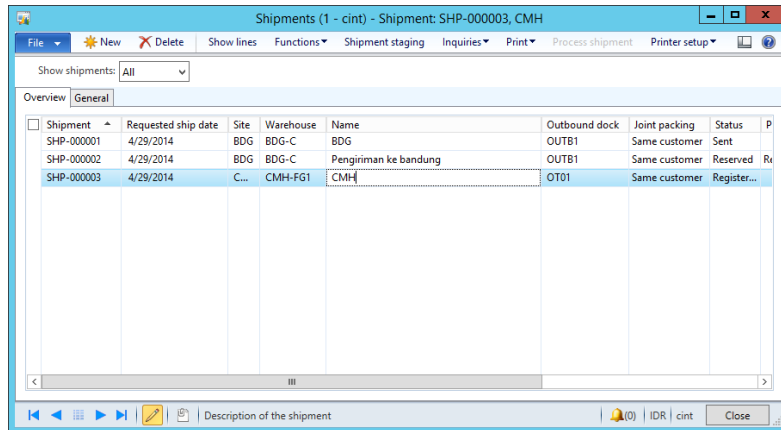 Shipments (1 - cint) - Shipment: SHP-000003, CMH
File New Delete Show lines Functions Shipment staging Inquiries Print Process shipment Printer setup
Show shipments: All
Overview General
Shipment Requested ship date Site Warehouse Name Outbound dock Joint packing Status P
SHP-000001 4/29/2014 BDG BDG-C BDG OUTB1 Same customer Sent
SHP-000002 4/29/2014 BDG BDG-C Pengiriman ke bandung OUTB1 Same customer Reserved Re
SHP-000003 4/29/2014 C... CMH-FG1 CMH OT01 Same customer Register...
Description of the shipment (0) IDR cint Close